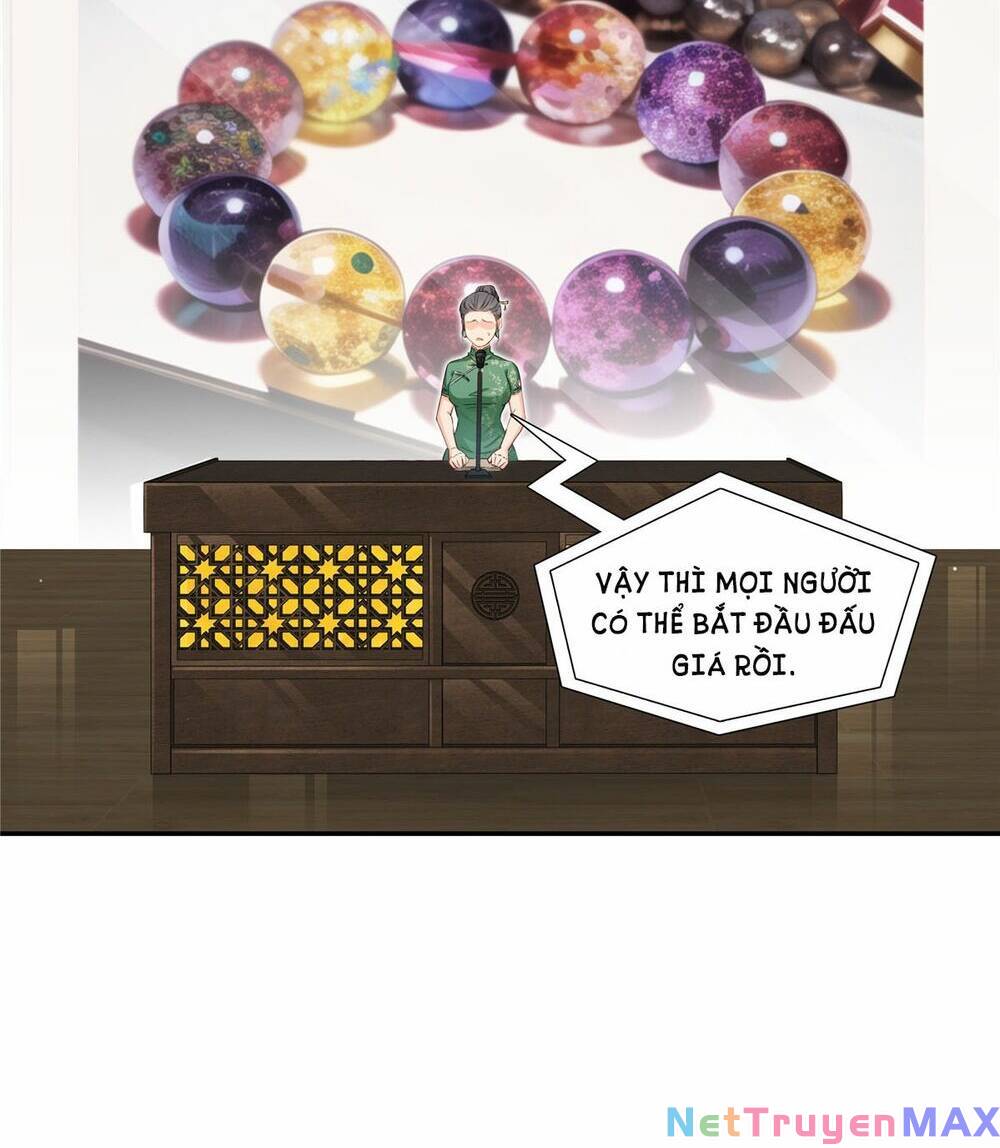 VẬY THÌ MỌI NGƯỜI
CÓ THỂ BẮT ĐẦU ĐẤU
GIÁ RỒI.
NETTRUYENMAX